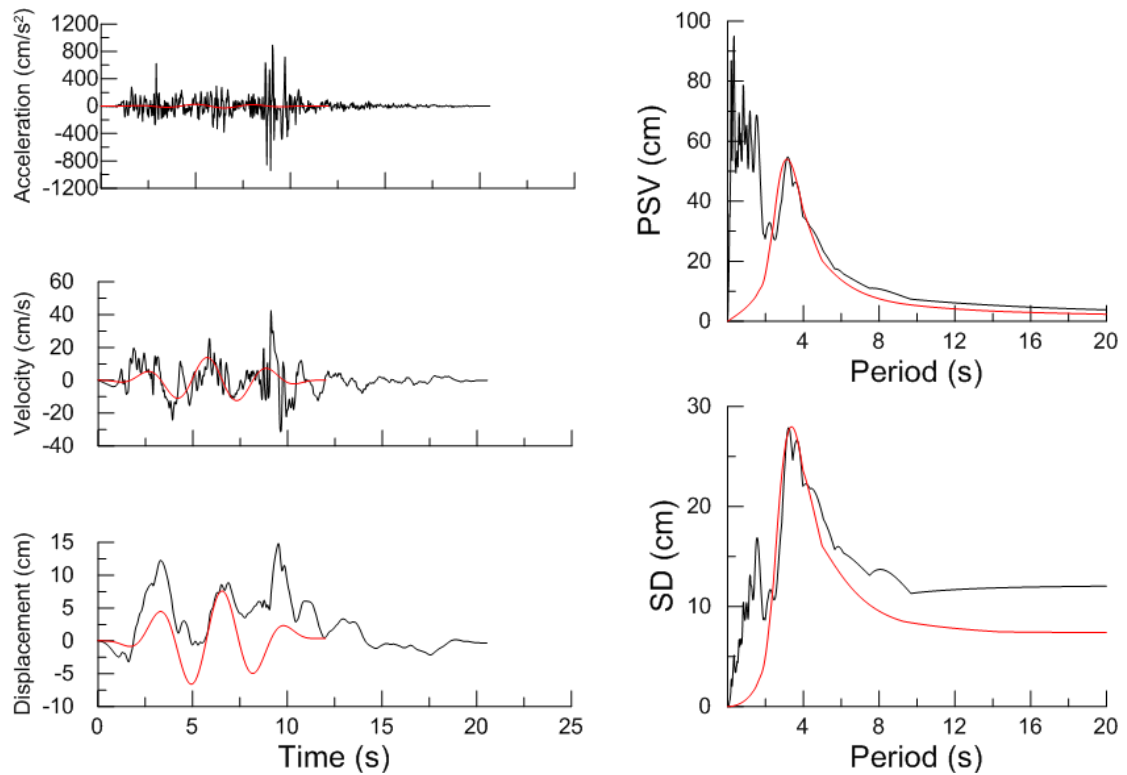 Acceleration (cm/s²)
1200
800
400
0
-400
-800
-1200
Velocity (cm/s)
60
40
20
0
-20
-40
Displacement (cm)
15
10
5
0
-5
-10
0 5 10 15 20 25
Time (s)
PSV (cm)
100
80
60
40
20
0
4 8 12 16 20
Period (s)
SD (cm)
30
20
10
0
0 4 8 12 16 20
Period (s)